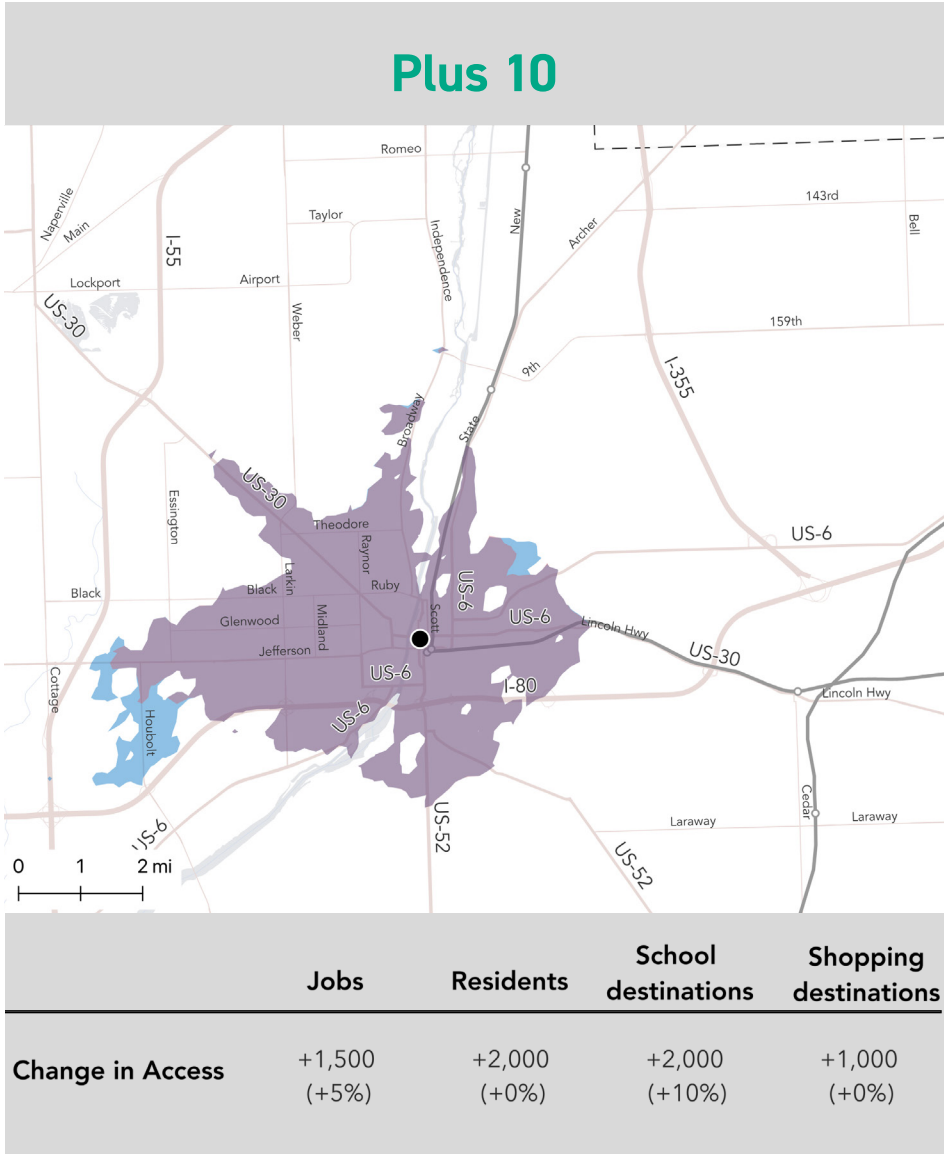 Plus 10
Romeo
Naperville
Main
I-55
Taylor
Independence
New
Archer
143rd
Bell
Lockport
Airport
US-30
Weber
159th
9th
I-355
Broadway
State
US-30
Essington
Theodore
Raynor
Larkin
US-6
US-6
Black
Black
Ruby
Glenwood
Midland
Scott
US-6
Lincoln Hwy
Jefferson
US-30
Cottage
US-6
I-80
Lincoln Hwy
Houbolt
US-6
Cedar
US-6
US-52
Laraway
Laraway
US-52
0 1 2 mi
Jobs Residents School destinations Shopping destinations
Change in Access +1,500 +2,000 +2,000 +1,000
(+5%) (+0%) (+10%) (+0%)